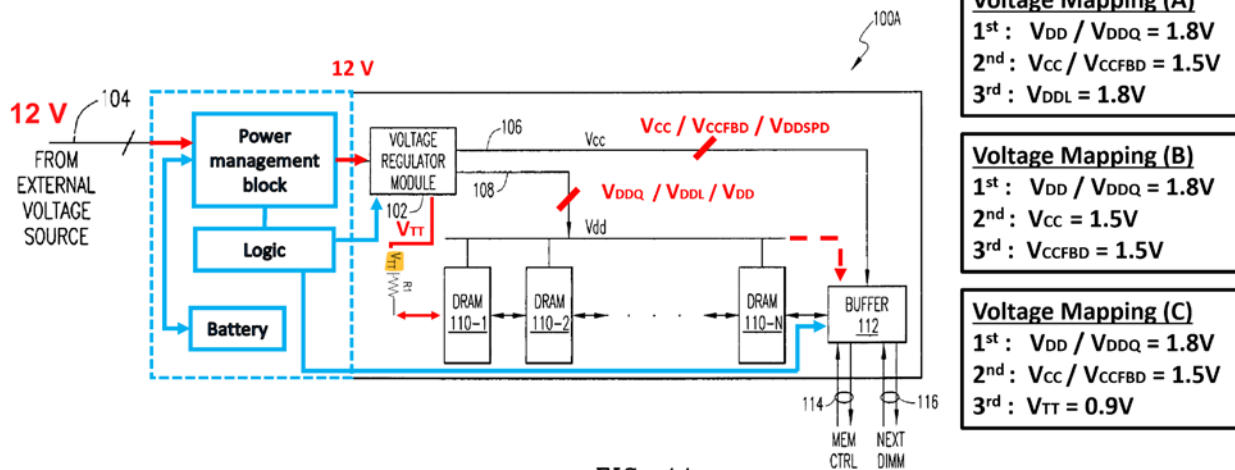 100A
12 V
12 V
104
FROM
EXTERNAL
VOLTAGE
SOURCE
Power
management
block
Logic
Battery
VOLTAGE
REGULATOR
MODULE
102
106
Vcc
VCC / VCCFBD / VDDSPD
108
VDDQ / VDDL / VDD
Vdd
VTT
VTT
R1
DRAM
110-1
DRAM
110-2
. . . .
DRAM
110-N
BUFFER
112
114
116
MEM
CTRL
NEXT
DIMM
Voltage Mapping (A)
1st : VDD / VDDQ = 1.8V
2nd : VCC / VCCFBD = 1.5V
3rd : VDDL = 1.8V
Voltage Mapping (B)
1st : VDD / VDDQ = 1.8V
2nd : VCC = 1.5V
3rd : VCCFBD = 1.5V
Voltage Mapping (C)
1st : VDD / VDDQ = 1.8V
2nd : VCC / VCCFBD = 1.5V
3rd : VTT = 0.9V